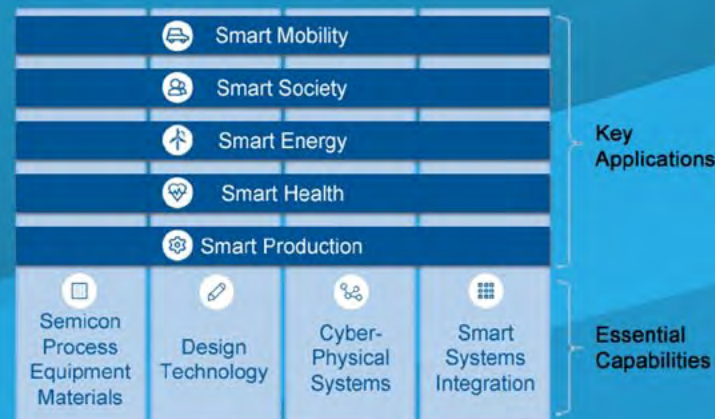 Smart Mobility
Smart Society
Smart Energy
Smart Health
Smart Production
Key
Applications
Semicon
Process
Equipment
Materials
Design
Technology
Cyber-
Physical
Systems
Smart
Systems
Integration
Essential
Capabilities